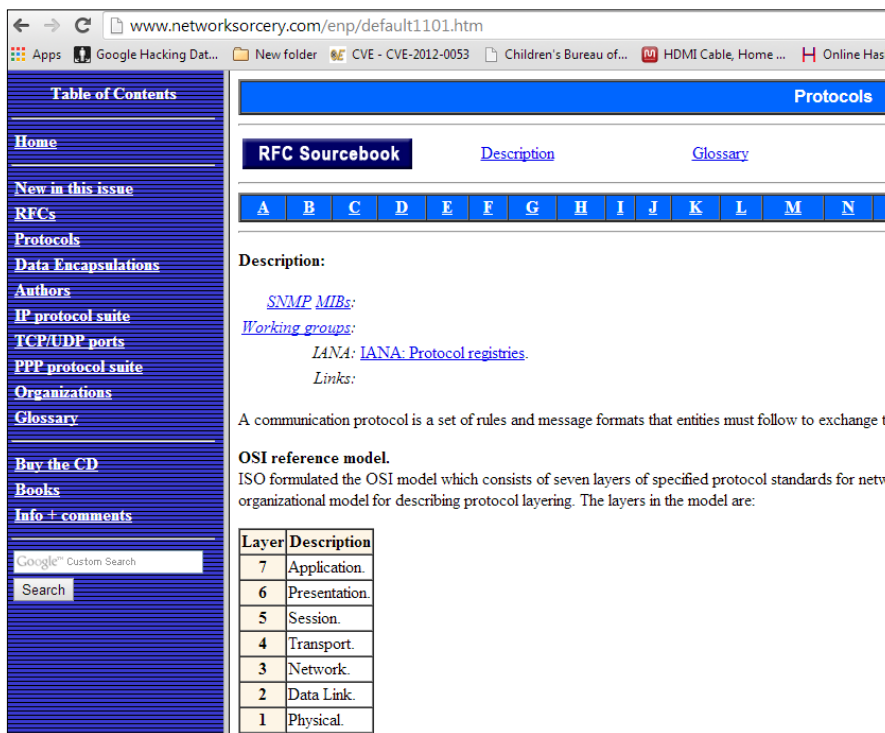 www.networksorcery.com/enp/default1101.htm
Apps Google Hacking Dat... New folder CVE - CVE-2012-0053 Children's Bureau of... HDMI Cable, Home ... Online Has
Table of Contents
Home
New in this issue
RFCs
Protocols
Data Encapsulations
Authors
IP protocol suite
TCP/UDP ports
PPP protocol suite
Organizations
Glossary
Buy the CD
Books
Info + comments
Google™ Custom Search
Search
Protocols
RFC Sourcebook Description Glossary
A B C D E F G H I J K L M N
Description:
SNMP MIBs:
Working groups:
IANA: IANA: Protocol registries.
Links:
A communication protocol is a set of rules and message formats that entities must follow to exchange
OSI reference model.
ISO formulated the OSI model which consists of seven layers of specified protocol standards for netw
organizational model for describing protocol layering. The layers in the model are:
Layer Description
7 Application.
6 Presentation.
5 Session.
4 Transport.
3 Network.
2 Data Link.
1 Physical.